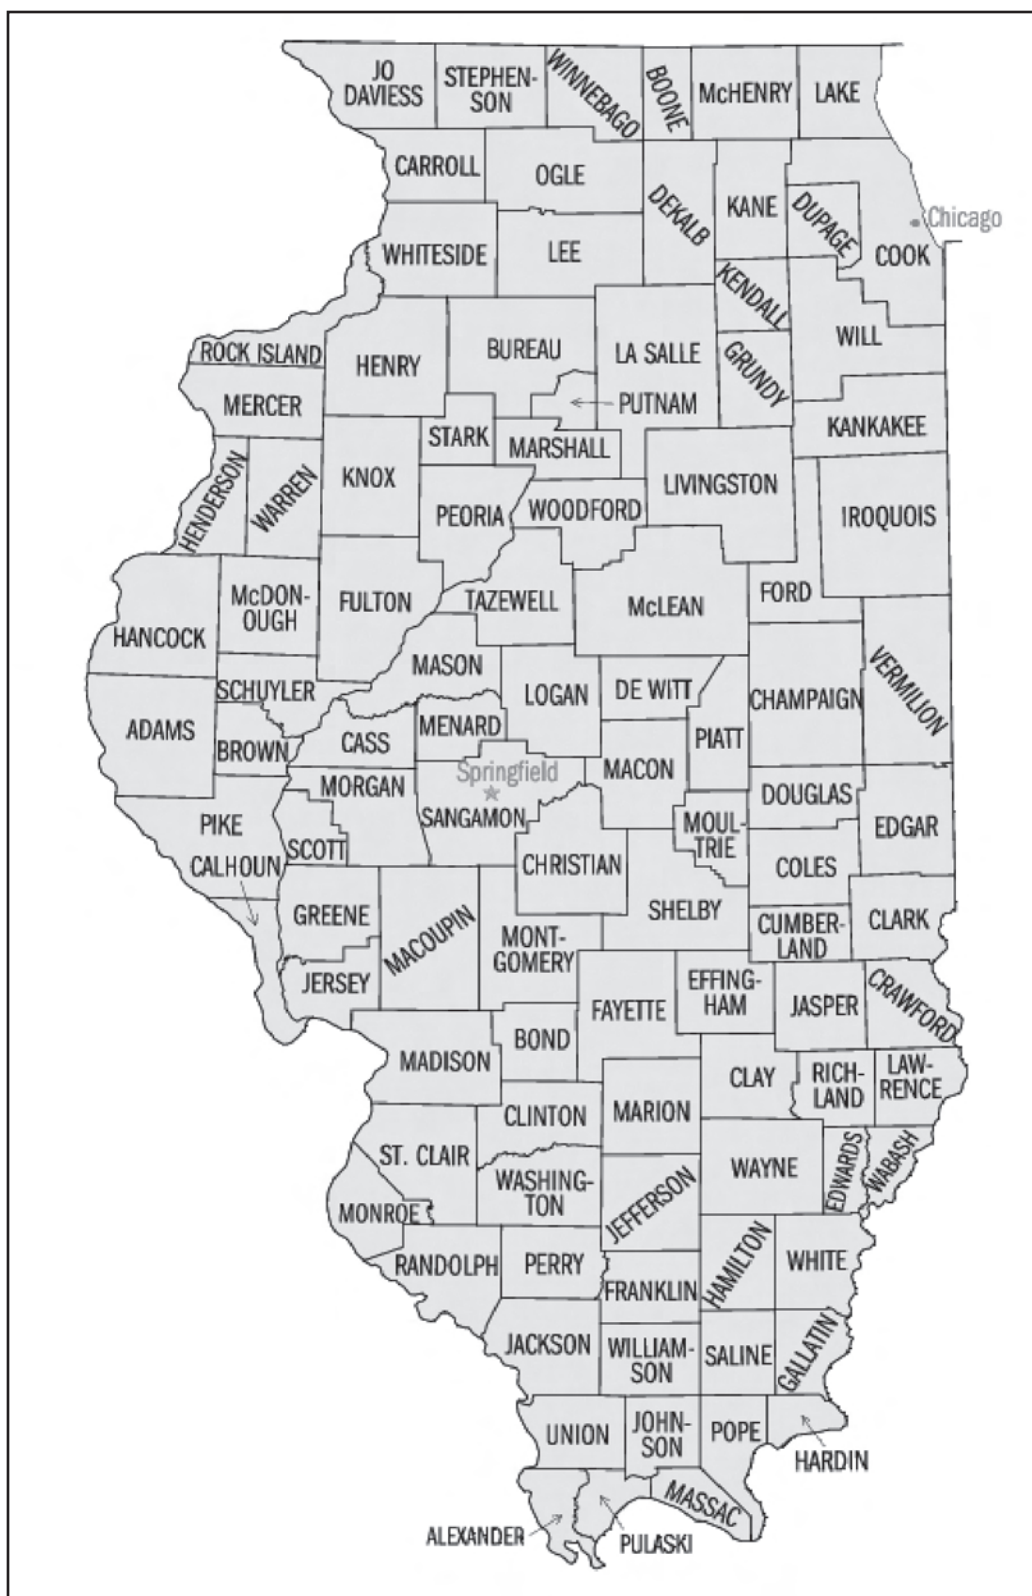 JO
DAVIESS
STEPHEN-
SON
WINNEBAGO
BOONE
McHENRY
LAKE
CARROLL
OGLE
DEKALB
KANE
DUPAGE
Chicago
COOK
WHITESIDE
LEE
KENDALL
WILL
ROCK ISLAND
HENRY
BUREAU
LA SALLE
GRUNDY
MERCER
PUTNAM
KANKAKEE
STARK
MARSHALL
HENDERSON
WARREN
KNOX
PEORIA
WOODFORD
LIVINGSTON
IROQUOIS
HANCOCK
McDON-
OUGH
FULTON
TAZEWELL
McLEAN
FORD
SCHUYLER
MASON
LOGAN
DE WITT
CHAMPAIGN
VERMILION
ADAMS
BROWN
CASS
MENARD
PIATT
MACON
Springfield
MORGAN
SANGAMON
DOUGLAS
EDGAR
PIKE
SCOTT
CHRISTIAN
MOUL-
TRIE
COLES
CALHOUN
GREENE
MACOUPIN
SHELBY
CUMBER-
LAND
CLARK
MONT-
GOMERY
JERSEY
FAYETTE
EFFING-
HAM
JASPER
CRAWFORD
MADISON
BOND
CLAY
RICH-
LAND
LAW-
RENCE
CLINTON
MARION
ST. CLAIR
WASHING-
TON
JEFFERSON
WAYNE
EDWARDS
WABASH
MONROE
RANDOLPH
PERRY
FRANKLIN
HAMILTON
WHITE
JACKSON
WILLIAM-
SON
SALINE
GALLATIN
UNION
JOHN-
SON
POPE
HARDIN
MASSAC
ALEXANDER
PULASKI